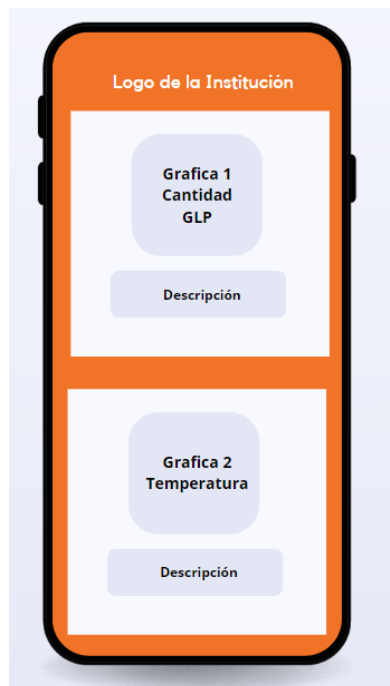 Logo de la Institución
Grafica 1
Cantidad
GLP
Descripción
Grafica 2
Temperatura
Descripción